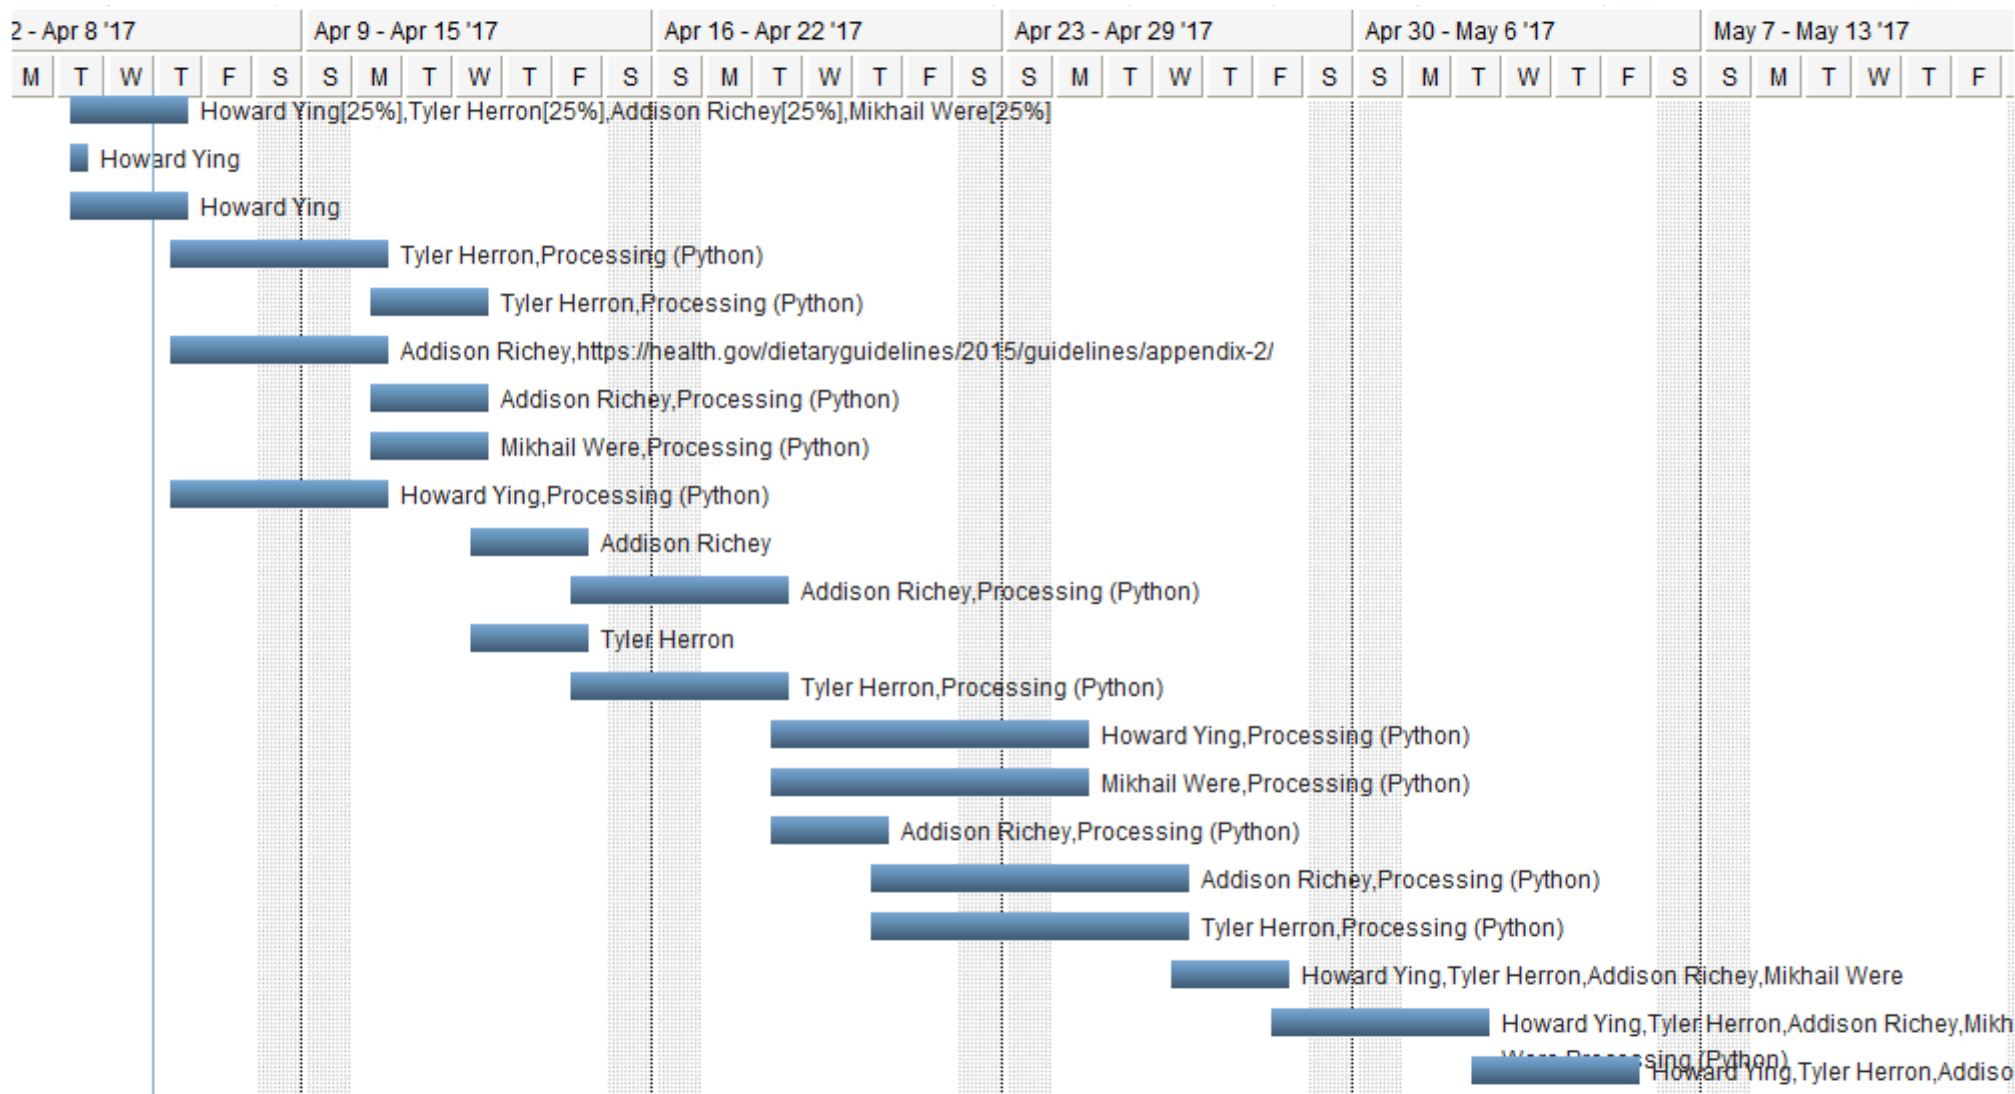 2 - Apr 8 '17 Apr 9 - Apr 15 '17 Apr 16 - Apr 22 '17 Apr 23 - Apr 29 '17 Apr 30 - May 6 '17 May 7 - May 13 '17
M T W T F S S M T W T F S S M T W T F S S M T W T F S S M T W T F S S M T W T F
Howard Ying[25%],Tyler Herron[25%],Addison Richey[25%],Mikhail Were[25%]
Howard Ying
Howard Ying
Tyler Herron,Processing (Python)
Tyler Herron,Processing (Python)
Addison Richey,https://health.gov/dietaryguidelines/2015/guidelines/appendix-2/
Addison Richey,Processing (Python)
Mikhail Were,Processing (Python)
Howard Ying,Processing (Python)
Addison Richey
Addison Richey,Processing (Python)
Tyler Herron
Tyler Herron,Processing (Python)
Howard Ying,Processing (Python)
Mikhail Were,Processing (Python)
Addison Richey,Processing (Python)
Addison Richey,Processing (Python)
Tyler Herron,Processing (Python)
Howard Ying,Tyler Herron,Addison Richey,Mikhail Were
Howard Ying,Tyler Herron,Addison Richey,Mikh
Were,Processing (Python)
Howard Ying,Tyler Herron,Addiso